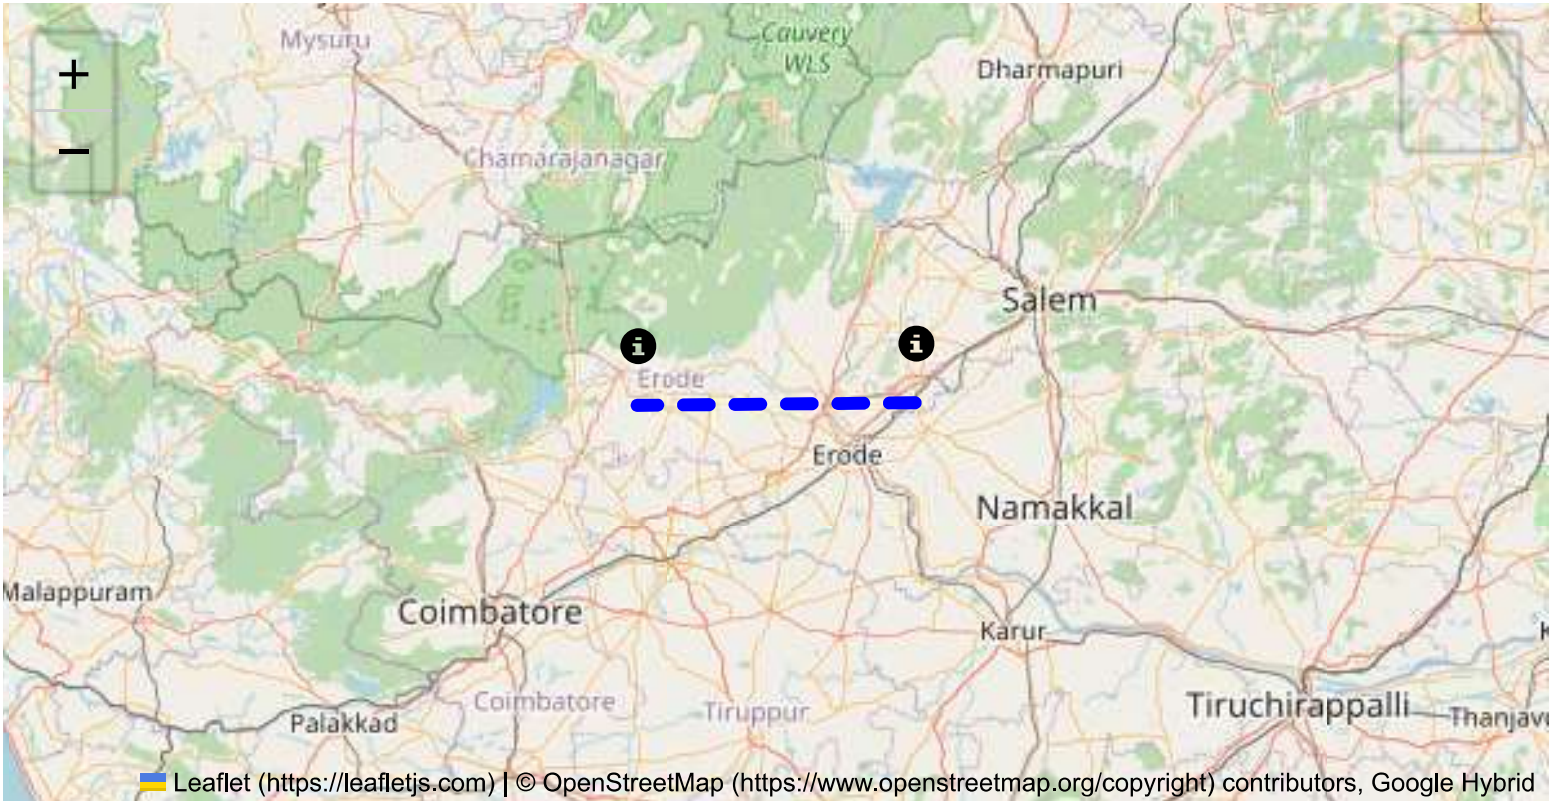 Mysuru
Cauvery
WLS
Dharmapuri
+
−
Chamarajanagar
Salem
i
i
Erode
Erode
Namakkal
Malappuram
Coimbatore
Karur
Coimbatore
Tiruppur
Tiruchirappalli
Palakkad
Leaflet (https://leafletjs.com) | © OpenStreetMap (https://www.openstreetmap.org/copyright) contributors, Google Hybrid